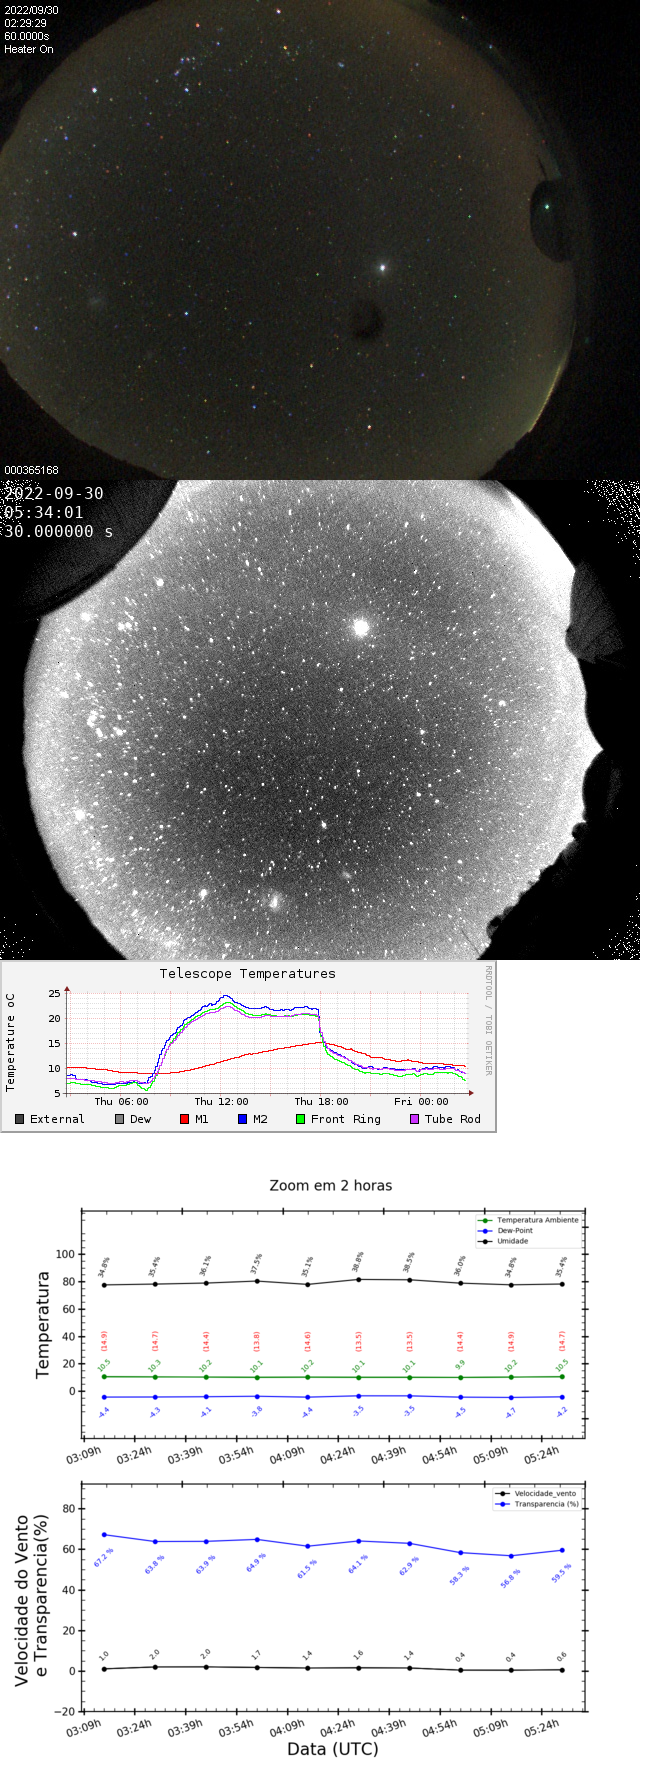 2022/09/30
02:29:29
60.0000s
Heater On
000365168
2022-09-30
05:34:01
30.000000 s
Telescope Temperatures
RRDTOOL / TOBI OETIKER
Temperature oC
25
20
15
10
5
Thu 06:00 Thu 12:00 Thu 18:00 Fri 00:00
External Dew M1 M2 Front Ring Tube Rod
Zoom em 2 horas
Temperatura Ambiente
Dew-Point
Umidade
Temperatura
100
80
60
40
20
0
34.8% 35.4% 36.1% 37.5% 35.1% 38.8% 38.5% 36.0% 34.8% 35.4%
(14.9) (14.7) (14.4) (13.8) (14.6) (13.5) (13.5) (14.4) (14.9) (14.7)
10.5 10.3 10.2 10.1 10.2 10.1 10.1 9.9 10.2 10.5
-4.4 -4.3 -4.1 -3.8 -4.4 -3.5 -3.5 -4.5 -4.7 -4.2
03:09h 03:24h 03:39h 03:54h 04:09h 04:24h 04:39h 04:54h 05:09h 05:24h
Velocidade_vento
Transparencia (%)
Velocidade do Vento
e Transparencia(%)
80
60
40
20
0
−20
67.2 % 63.8 % 63.9 % 64.9 % 61.5 % 64.1 % 62.9 % 58.3 % 56.8 % 59.5 %
1.0 2.0 2.0 1.7 1.4 1.6 1.4 0.4 0.4 0.6
03:09h 03:24h 03:39h 03:54h 04:09h 04:24h 04:39h 04:54h 05:09h 05:24h
Data (UTC)